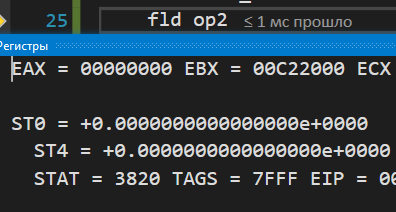 25 fld op2 ≤ 1 мс прошло
Регистры
EAX = 00000000 EBX = 00C22000 ECX
ST0 = +0.0000000000000000e+0000
ST4 = +0.0000000000000000e+0000
STAT = 3820 TAGS = 7FFF EIP = 00